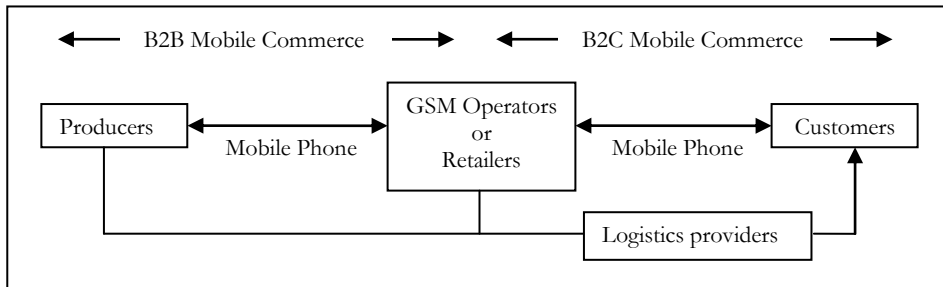 B2B Mobile Commerce
B2C Mobile Commerce
Producers
Mobile Phone
GSM Operators
or
Retailers
Mobile Phone
Customers
Logistics providers